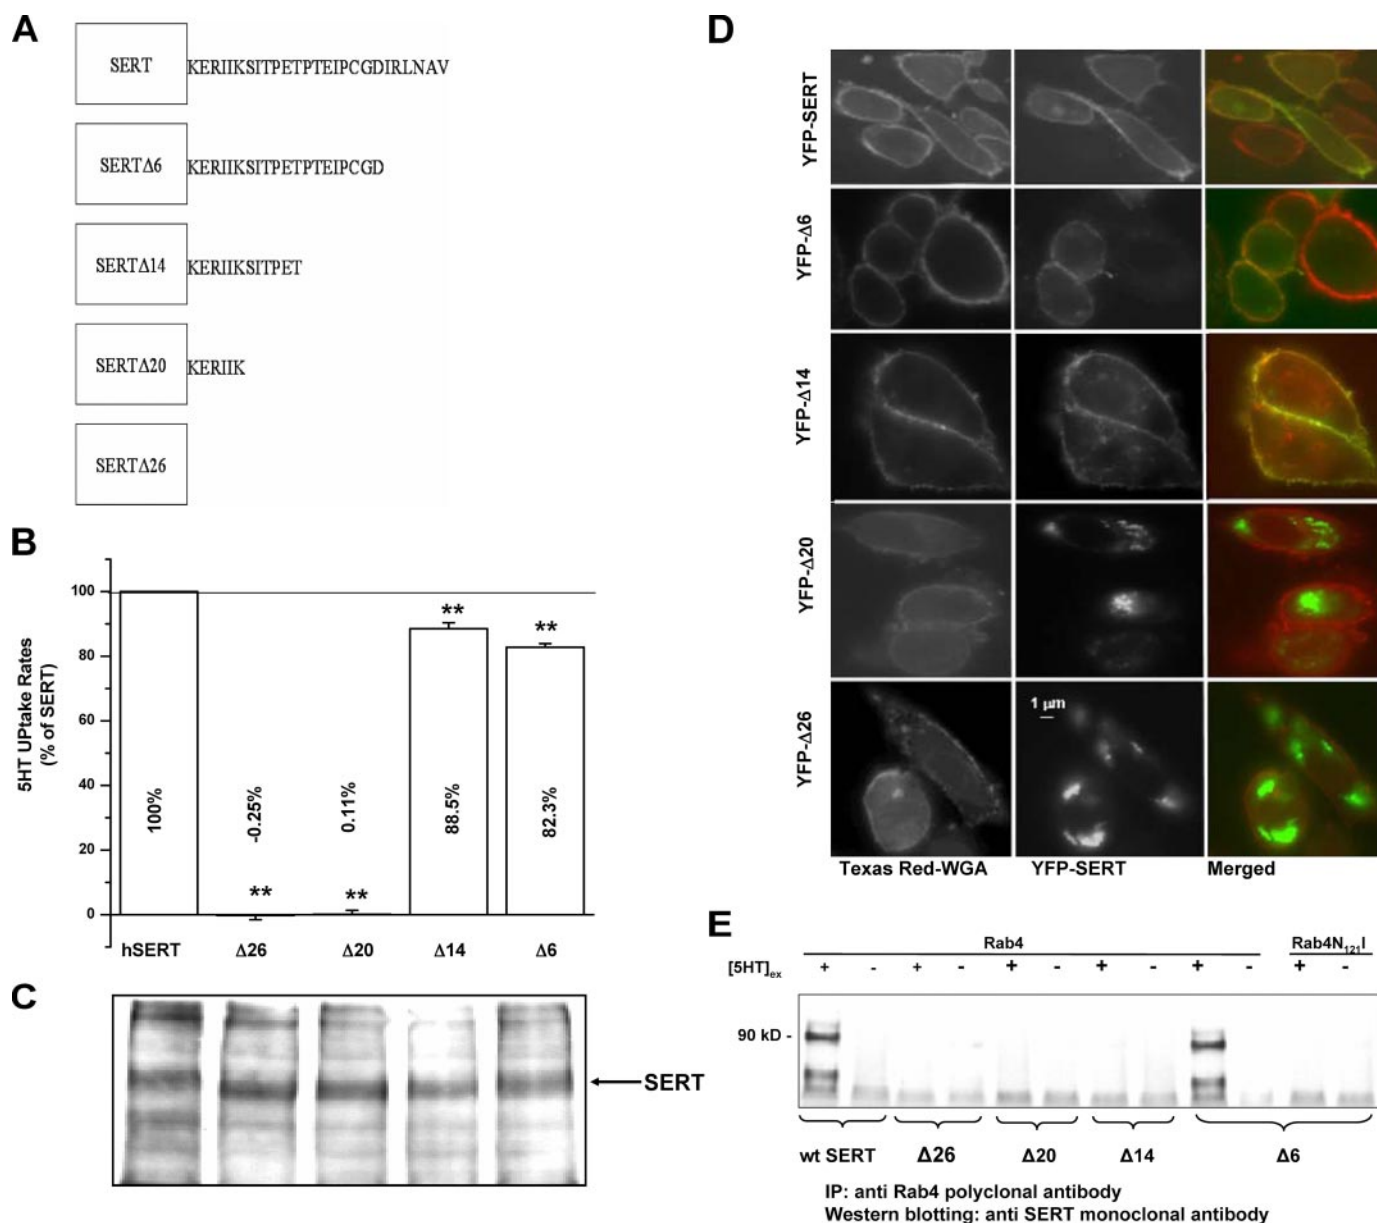 A
SERT KERIIKSITPETPTEIPCGDIRLNAV
SERTΔ6 KERIIKSITPETPTEIPCGD
SERTΔ14 KERIIKSITPET
SERTΔ20 KERIIK
SERTΔ26
B
5HT UPtake Rates
(% of SERT)
100
80
60
40
20
0
100%
-0.25%
0.11%
88.5%
82.3%
**
**
**
**
hSERT Δ26 Δ20 Δ14 Δ6
C
SERT
D
YFP-SERT
YFP-Δ6
YFP-Δ14
YFP-Δ20
YFP-Δ26
1 µm
Texas Red-WGA YFP-SERT Merged
E
Rab4 Rab4N121I
[5HT]ex + - + - + - + - + - + -
90 kD -
wt SERT Δ26 Δ20 Δ14 Δ6
IP: anti Rab4 polyclonal antibody
Western blotting: anti SERT monoclonal antibody